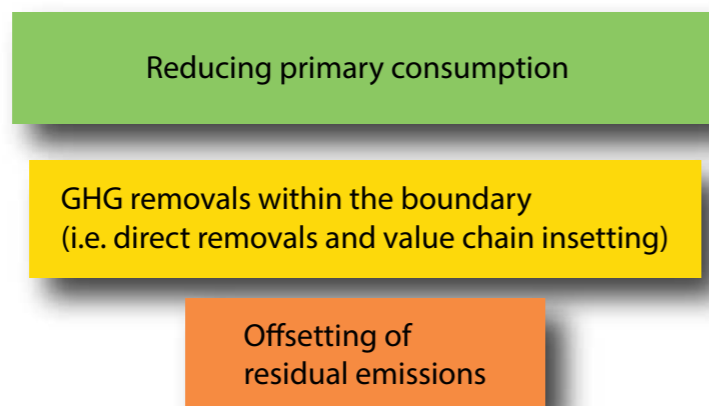 Reducing primary consumption
GHG removals within the boundary
(i.e. direct removals and value chain insetting)
Offsetting of
residual emissions